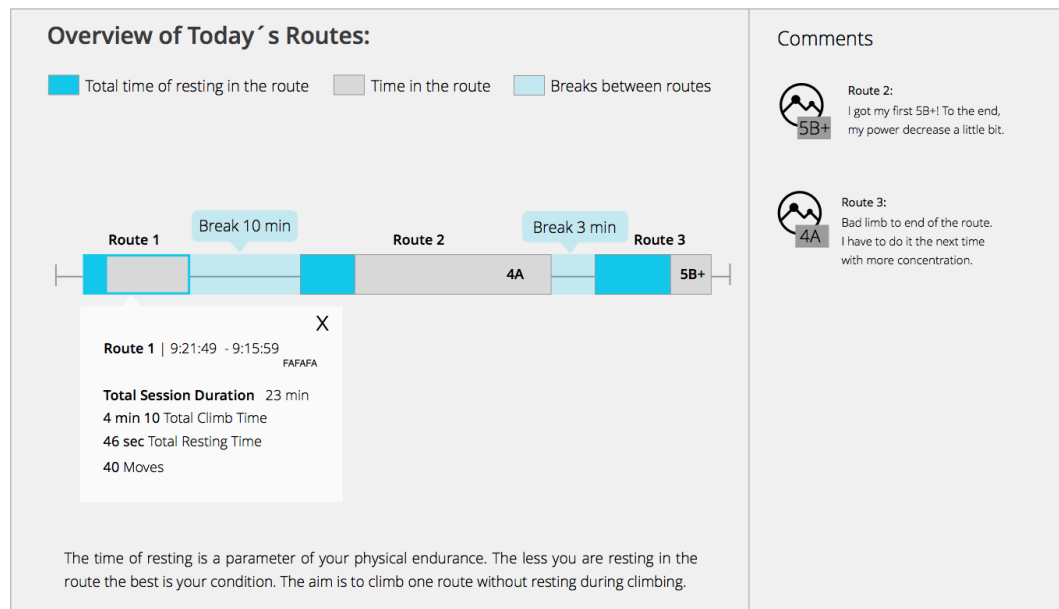 Overview of Today´s Routes:
Total time of resting in the route
Time in the route
Breaks between routes
Break 10 min
Break 3 min
Route 1
Route 2
Route 3
4A
5B+
X
Route 1 | 9:21:49 - 9:15:59
FAFAFA
Total Session Duration 23 min
4 min 10 Total Climb Time
46 sec Total Resting Time
40 Moves
The time of resting is a parameter of your physical endurance. The less you are resting in the
route the best is your condition. The aim is to climb one route without resting during climbing.
Comments
5B+
Route 2:
I got my first 5B+! To the end,
my power decrease a little bit.
4A
Route 3:
Bad limb to end of the route.
I have to do it the next time
with more concentration.